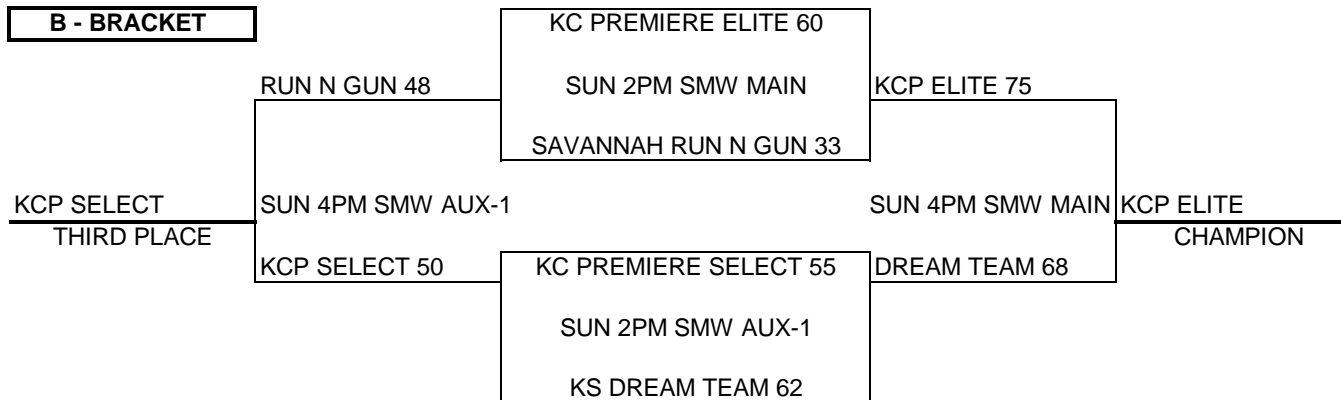 B - BRACKET
KC PREMIERE ELITE 60
RUN N GUN 48
SUN 2PM SMW MAIN
KCP ELITE 75
SAVANNAH RUN N GUN 33
KCP SELECT
SUN 4PM SMW AUX-1
SUN 4PM SMW MAIN
KCP ELITE
THIRD PLACE
CHAMPION
KCP SELECT 50
KC PREMIERE SELECT 55
DREAM TEAM 68
SUN 2PM SMW AUX-1
KS DREAM TEAM 62